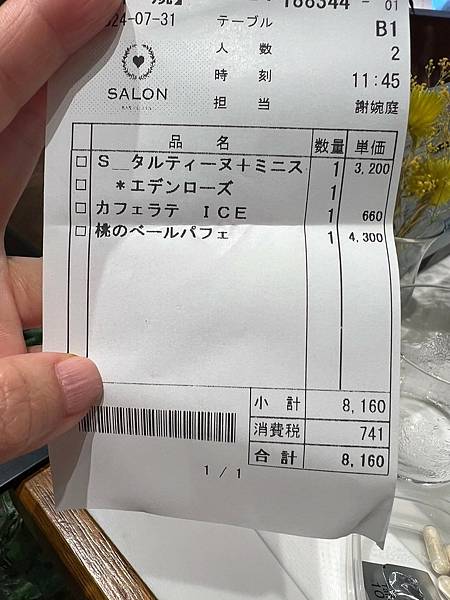 166344 - 01
2024-07-31 テーブル B1
人数 2
時刻 11:45
担当 謝婉庭
SALON
品名 数量 単価
□ S＿タルティーヌ＋ミニス 1 3,200
□ ＊エデンローズ 1
□ カフェラテ ICE 1 660
□ 桃のベールパフェ 1 4,300
小計 8,160
消費税 741
合計 8,160
1 / 1